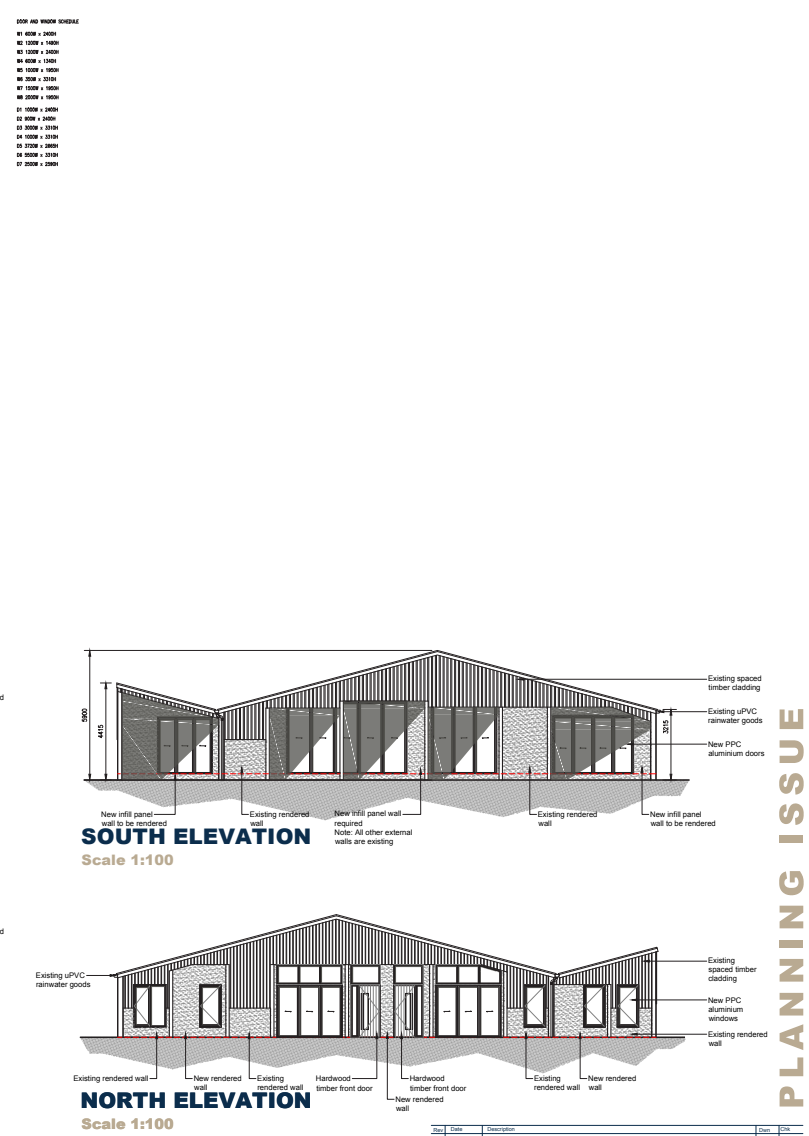 DOOR AND WINDOW SCHEDULE
W1 600W x 2400H
W2 1200W x 1490H
W3 1200W x 2400H
W4 600W x 1340H
W5 1000W x 1950H
W6 350W x 3310H
W7 1500W x 1950H
W8 2000W x 1950H
D1 1000W x 2400H
D2 900W x 2400H
D3 3000W x 3310H
D4 1000W x 3310H
D5 3720W x 2865H
D6 5500W x 3310H
D7 2500W x 2590H
d
d
5900
4415
3215
Existing spaced
timber cladding
Existing uPVC
rainwater goods
New PPC
aluminium doors
New infill panel
wall to be rendered
Existing rendered
wall
New infill panel wall
required
Note: All other external
walls are existing
Existing rendered
wall
New infill panel
wall to be rendered
SOUTH ELEVATION
Scale 1:100
Existing uPVC
rainwater goods
Existing
spaced timber
cladding
New PPC
aluminium
windows
Existing rendered
wall
Existing rendered wall
New rendered
wall
Existing
rendered wall
Hardwood
timber front door
Hardwood
timber front door
New rendered
wall
Existing
rendered wall
New rendered
wall
NORTH ELEVATION
Scale 1:100
PLANNING ISSUE
Rev Date Description Dwn Chk